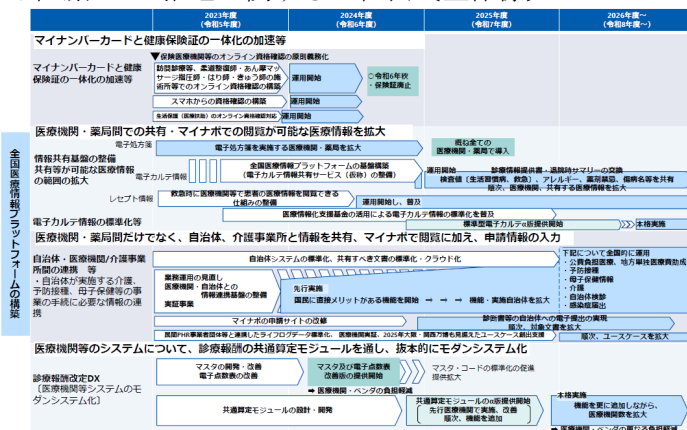 2023年度
(令和5年度)
2024年度
(令和6年度)
2025年度
(令和7年度)
2026年度~
(令和8年度~)
全国医療情報プラットフォームの構築
マイナンバーカードと健康保険証の一体化の加速等
▼保険医療機関等のオンライン資格確認の原則義務化
マイナンバーカードと健康
保険証の一体化の加速等
訪問診療等、柔道整復師・あん摩マッ
サージ指圧師・はり師・きゅう師の施
術所等でのオンライン資格確認の構築
運用開始
○令和6年秋
・保険証廃止
スマホからの資格確認の構築
運用開始
生活保護(医療扶助)のオンライン資格確認対応
運用開始
医療機関・薬局間での共有・マイナポでの閲覧が可能な医療情報を拡大
電子処方箋
電子処方箋を実施する医療機関・薬局を拡大
概ね全ての
医療機関・薬局で導入
情報共有基盤の整備
共有等が可能な医療情報
の範囲の拡大
電子カルテ情報
全国医療情報プラットフォームの基盤構築
(電子カルテ情報共有サービス(仮称)の整備)
運用開始
診療情報提供書・退院時サマリーの交換
検査値(生活習慣病、救急)、アレルギー、薬剤禁忌、傷病名等を共有
順次、医療機関、共有する医療情報を拡大
レセプト情報
救急時に医療機関等で患者の医療情報を閲覧できる
仕組みの整備
運用開始し、普及
電子カルテ情報の標準化等
医療情報化支援基金の活用による電子カルテ情報の標準化を普及
標準型電子カルテα版提供開始
本格実施
医療機関・薬局間だけでなく、自治体、介護事業所と情報を共有、マイナポで閲覧に加え、申請情報の入力
自治体・医療機関/介護事業
所間の連携 等
・自治体が実施する介護、
予防接種、母子保健等の事
業の手続に必要な情報の連
携
自治体システムの標準化、共有すべき文書の標準化・クラウド化
業務運用の見直し
医療機関・自治体との
情報連携基盤の整備
実証事業
先行実施
国民に直接メリットがある機能を開始 ⇒ ⇒ ⇒ 機能・実施自治体を拡大
下記について全国的に運用
・公費負担医療、地方単独医療費助成
・予防接種
・母子保健情報
・介護
・自治体検診
・感染症届出
マイナポの申請サイトの改修
診断書等の自治体への電子提出の実現
順次、対象文書を拡大
民間PHR事業者団体等と連携したライフログデータ標準化、医療機関実証、2025年大阪・関西万博も見据えたユースケース創出支援
順次、ユースケースを拡大
医療機関等のシステムについて、診療報酬の共通算定モジュールを通し、抜本的にモダンシステム化
診療報酬改定DX
〔医療機関等システムのモ
ダンシステム化〕
マスタの開発・改善
電子点数表の改善
マスタ及び電子点数表
改善版の提供開始
⇒ 医療機関・ベンダの負担軽減
マスタ・コードの標準化の促進
提供拡大
共通算定モジュールの設計・開発
共通算定モジュールのα版提供開始
先行医療機関で実施、改善
順次、機能を追加
本格実施
機能を更に追加しながら、
医療機関数を拡大
⇒ 医療機関・ベンダの更なる負担軽減